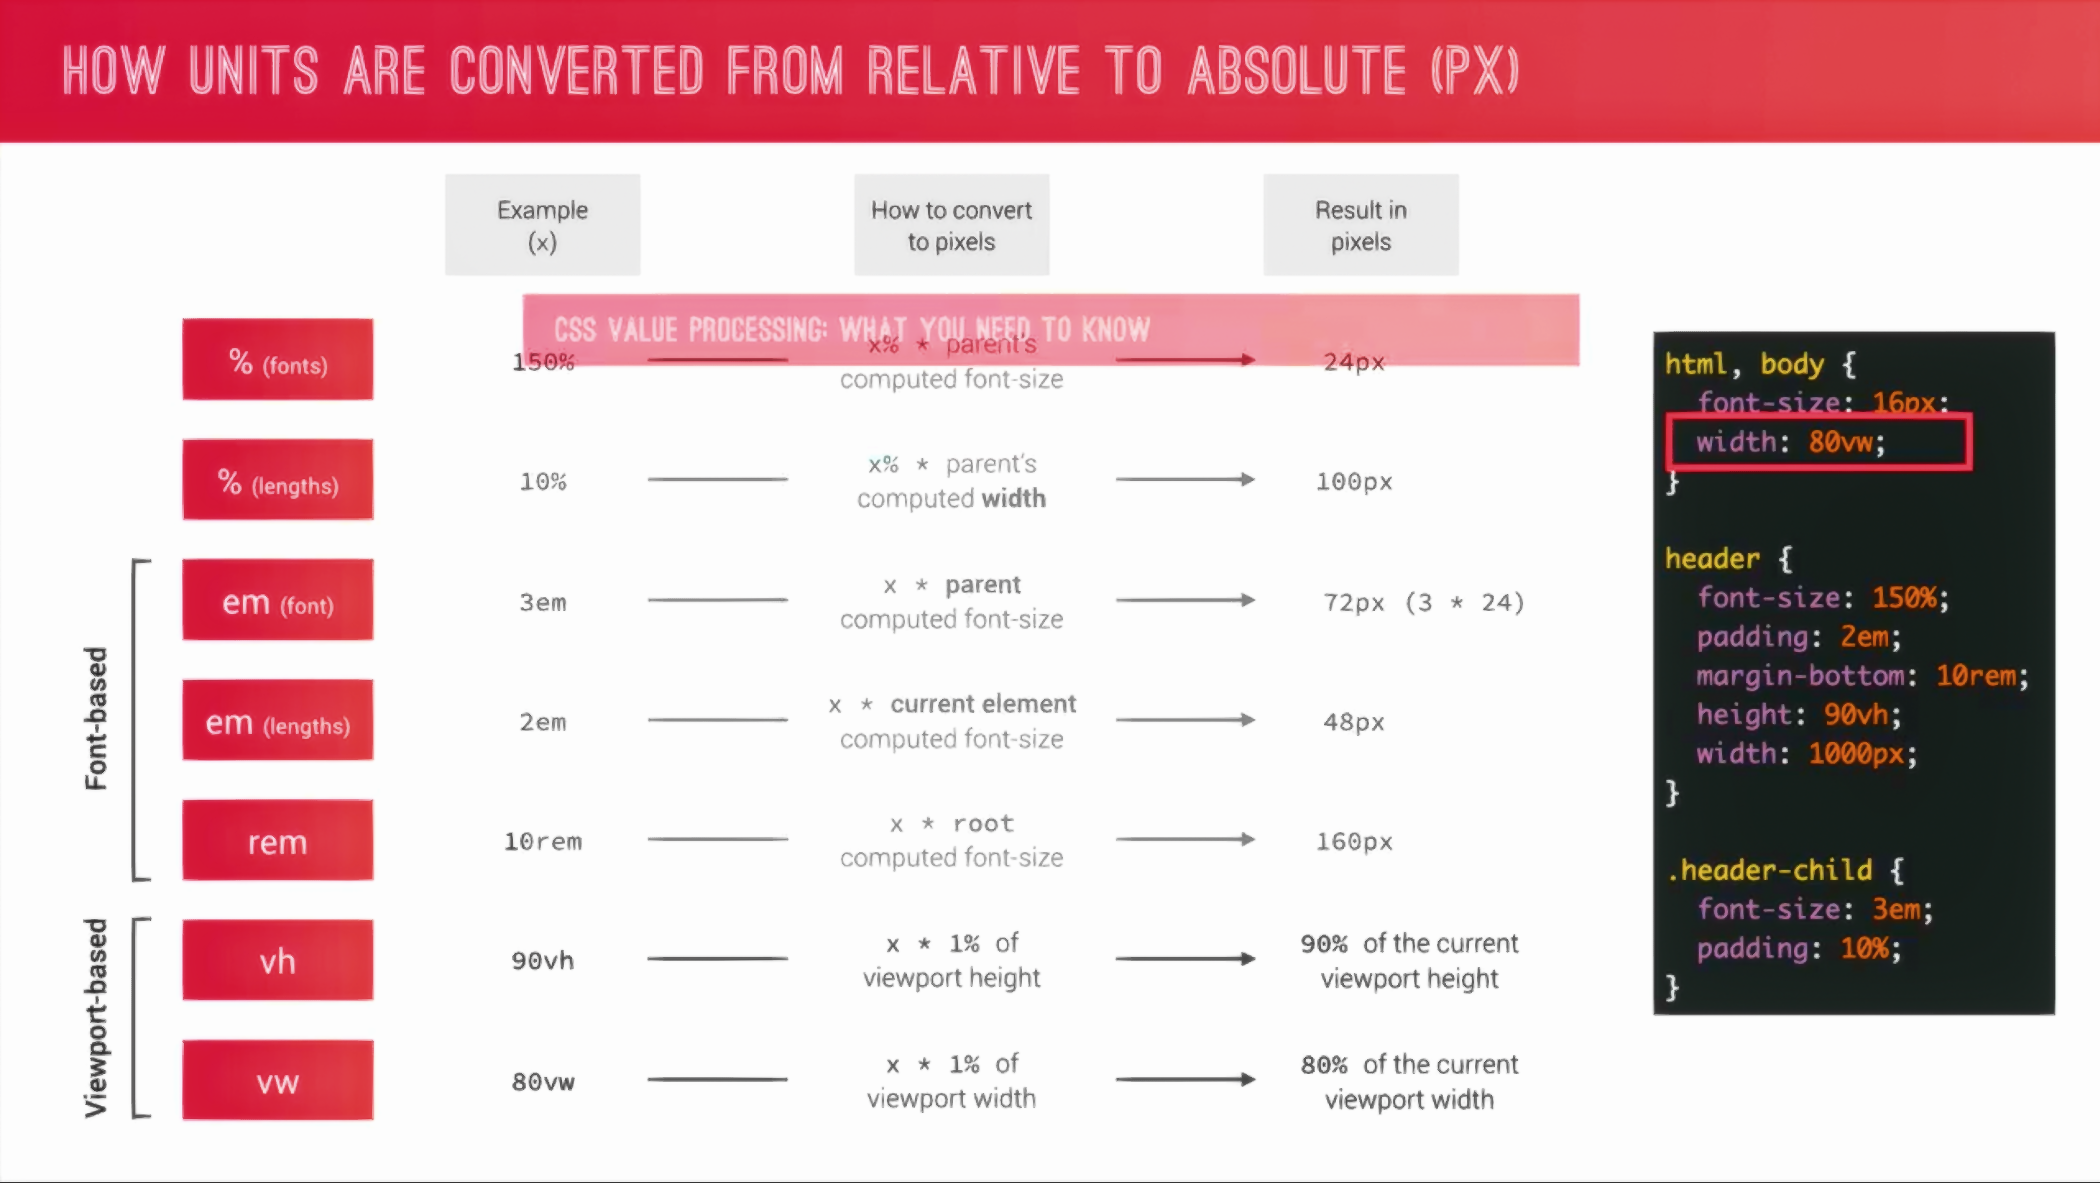 HOW UNITS ARE CONVERTED FROM RELATIVE TO ABSOLUTE (PX)
Example
(x)
How to convert
to pixels
Result in
pixels
CSS VALUE PROCESSING: WHAT YOU NEED TO KNOW
% (fonts)
150%
x% * parent's
computed font-size
24px
% (lengths)
10%
x% * parent's
computed width
100px
Font-based
em (font)
3em
x * parent
computed font-size
72px (3 * 24)
em (lengths)
2em
x * current element
computed font-size
48px
rem
10rem
x * root
computed font-size
160px
Viewport-based
vh
90vh
x * 1% of
viewport height
90% of the current
viewport height
vw
80vw
x * 1% of
viewport width
80% of the current
viewport width
html, body {
font-size: 16px;
width: 80vw;
}
header {
font-size: 150%;
padding: 2em;
margin-bottom: 10rem;
height: 90vh;
width: 1000px;
}
.header-child {
font-size: 3em;
padding: 10%;
}